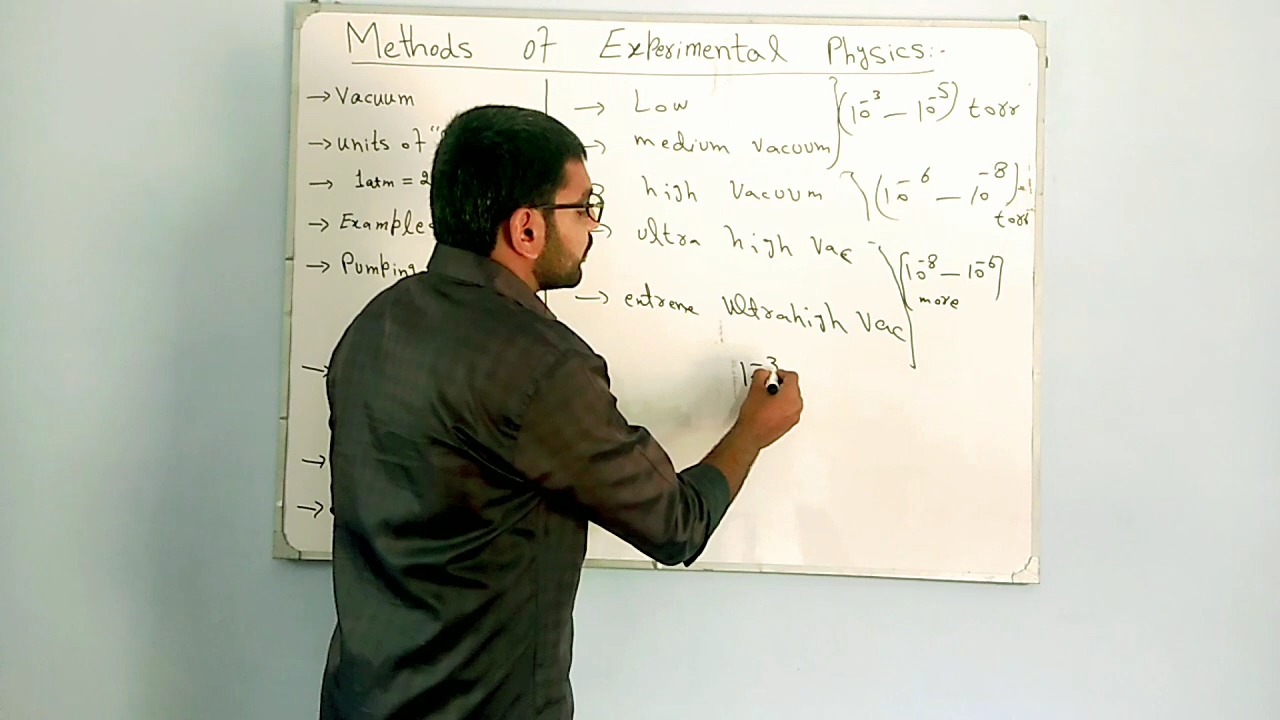 Methods of Experimental Physics:-
→ Vacuum
→ units of "
→ 1atm = 2
→ Example
→ Pumping
→
→
→
→ Low
→ medium vacuum } (10⁻³ — 10⁻⁵) torr
→ high Vacuum } (10⁻⁶ — 10⁻⁸) torr
→ ultra high Vac
→ extreme Ultrahigh Vac } [10⁻⁸ — 10⁻⁶] more
10⁻³